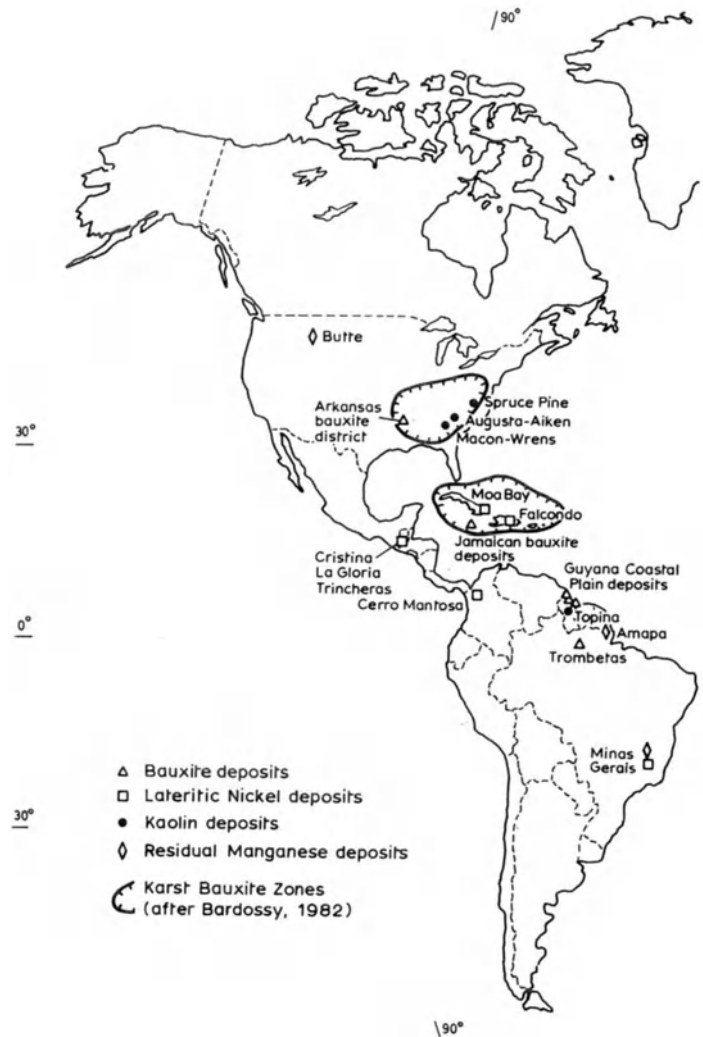 90°
Butte
Arkansas
bauxite
district
Spruce Pine
Augusta-Aiken
Macon-Wrens
30°
Moa Bay
Falcondo
Jamaican bauxite
deposits
Cristina
La Gloria
Trincheras
Cerro Mantosa
Guyana Coastal
Plain deposits
Topina
Amapa
0°
Trombetas
Minas
Gerais
Bauxite deposits
Lateritic Nickel deposits
Kaolin deposits
Residual Manganese deposits
Karst Bauxite Zones
(after Bardossy, 1982)
30°
90°